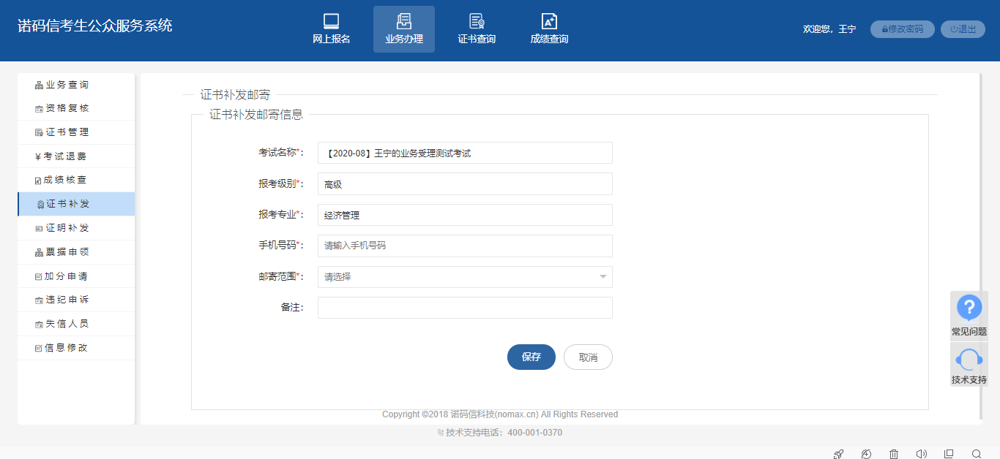 诺码信考生公众服务系统
网上报名
业务办理
证书查询
成绩查询
欢迎您，王宁
修改密码
退出
业务查询
资格复核
证书管理
考试退费
成绩核查
证书补发
证明补发
票据申领
加分申请
违纪申诉
失信人员
信息修改
证书补发邮寄
证书补发邮寄信息
考试名称*：
【2020-08】王宁的业务受理测试考试
报考级别*：
高级
报考专业*：
经济管理
手机号码*：
请输入手机号码
邮寄范围*：
请选择
备注：
保存
取消
常见问题
技术支持
Copyright ©2018 诺码信科技(nomax.cn) All Rights Reserved
技术支持电话：400-001-0370